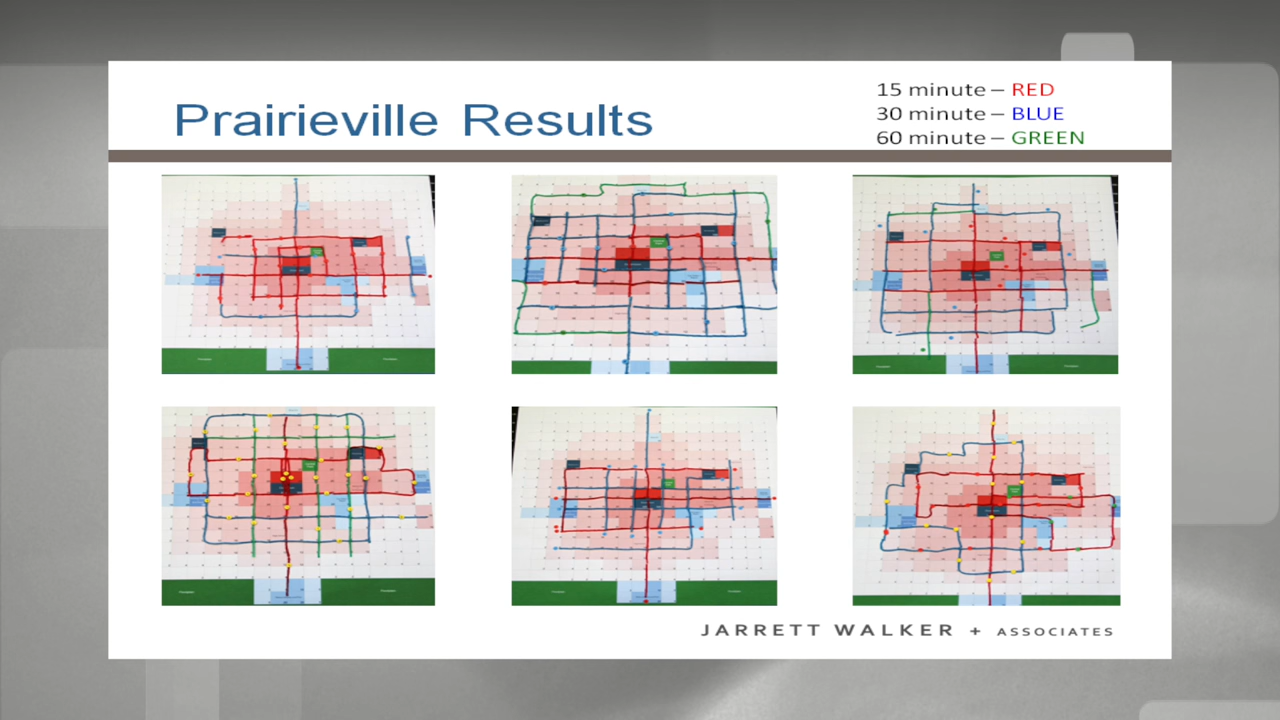 Prairieville Results
15 minute – RED
30 minute – BLUE
60 minute – GREEN
JARRETT WALKER + ASSOCIATES